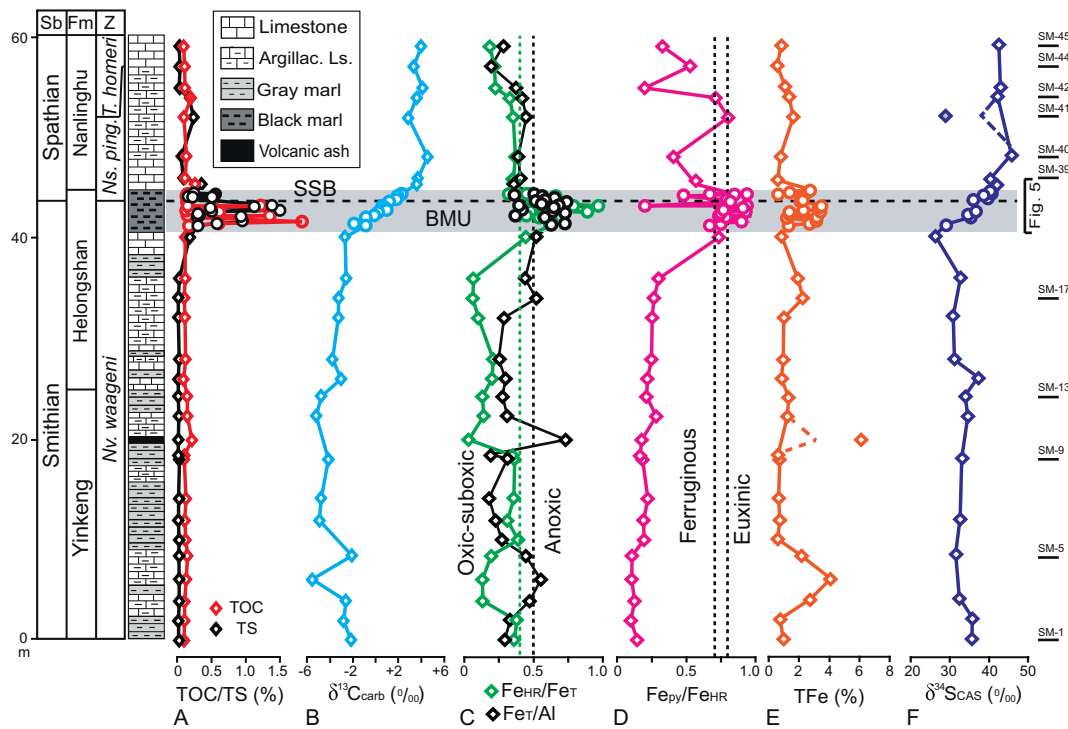 Sb Fm Z
60
40
20
0
m
Spathian
Smithian
Nanlinghu
Helongshan
Yinkeng
T. homeri
Ns. ping.
Nv. waageni
Limestone
Argillac. Ls.
Gray marl
Black marl
Volcanic ash
SSB
BMU
TOC
TS
Oxic-suboxic
Anoxic
Ferruginous
Euxinic
SM-45
SM-44
SM-42
SM-41
SM-40
SM-39
Fig. 5
SM-17
SM-13
SM-9
SM-5
SM-1
0 0.5 1.0 1.5
-6 -2 +2 +6
0 0.5 1.0
0.5 1.0
0 2 4 6 8
20 30 40 50
A TOC/TS (%)
B δ13Ccarb (0/00)
C FeHR/FeT
FeT/Al
D Fepy/FeHR
E TFe (%)
F δ34SCAS (0/00)